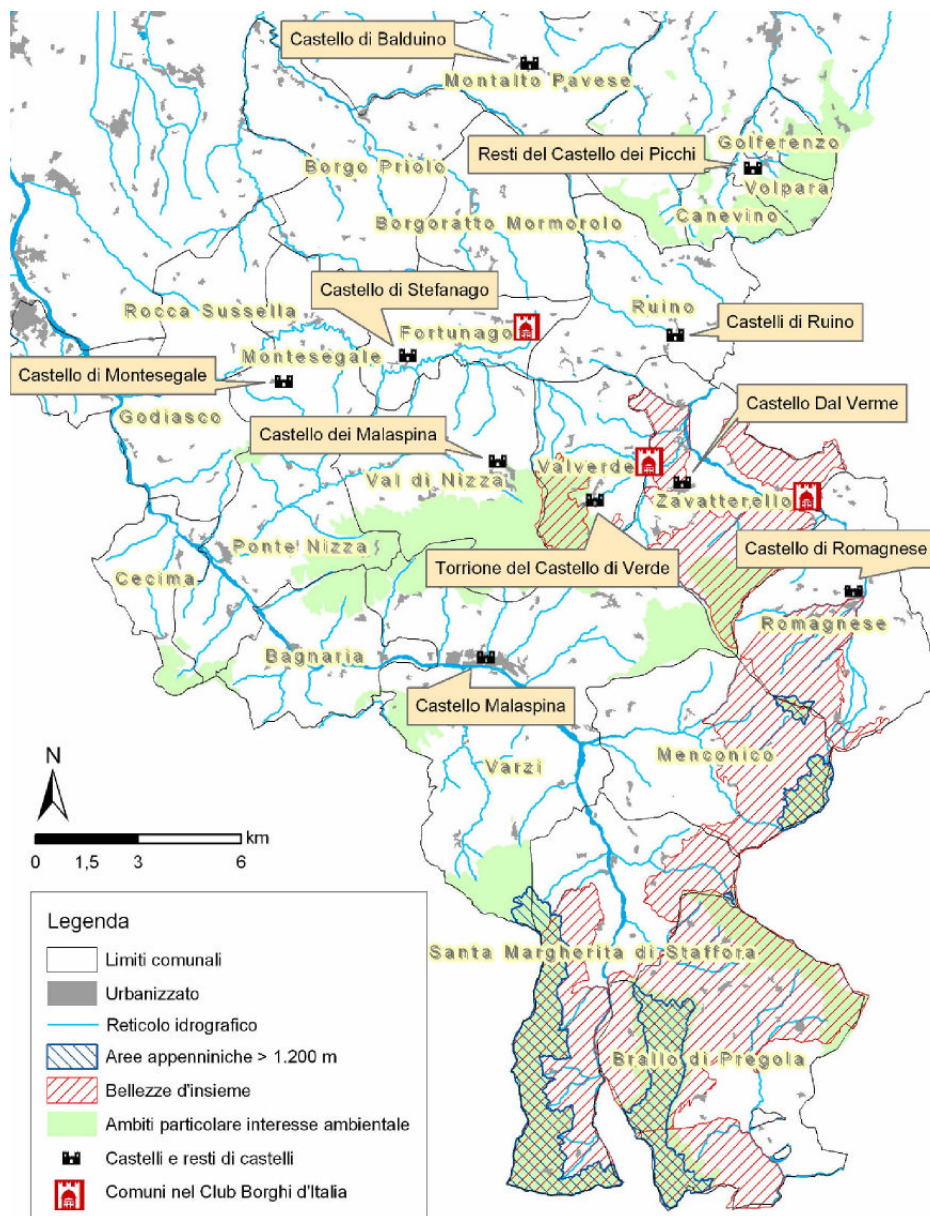 Castello di Balduino
Montalto Pavese
Golferenzo
Resti del Castello dei Picchi
Borgo Priolo
Volpara
Canevino
Borgoratto Mormorolo
Castello di Stefanago
Rocca Sussella
Ruino
Castelli di Ruino
Fortunago
Montesegale
Castello di Montesegale
Castello Dal Verme
Godiasco
Castello dei Malaspina
Valverde
Val di Nizza
Zavatterello
Castello di Romagnese
Ponte Nizza
Torrione del Castello di Verde
Cecima
Romagnese
Bagnaria
Castello Malaspina
Menconico
Varzi
N
km
0 1,5 3 6
Santa Margherita di Staffora
Brallo di Pregola
Legenda
Limiti comunali
Urbanizzato
Reticolo idrografico
Aree appenniniche > 1.200 m
Bellezze d'insieme
Ambiti particolare interesse ambientale
Castelli e resti di castelli
Comuni nel Club Borghi d'Italia